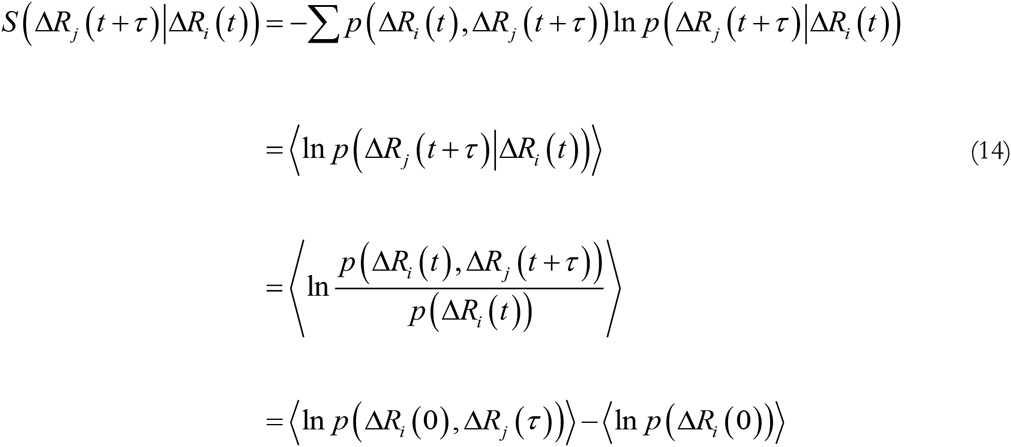 S(ΔR_j(t+τ)|ΔR_i(t)) = −∑p(ΔR_i(t),ΔR_j(t+τ))ln p(ΔR_j(t+τ)|ΔR_i(t))
=⟨ln p(ΔR_j(t+τ)|ΔR_i(t))⟩ (14)
=⟨ln p(ΔR_i(t),ΔR_j(t+τ))/p(ΔR_i(t))⟩
=⟨ln p(ΔR_i(0),ΔR_j(τ))⟩−⟨ln p(ΔR_i(0))⟩